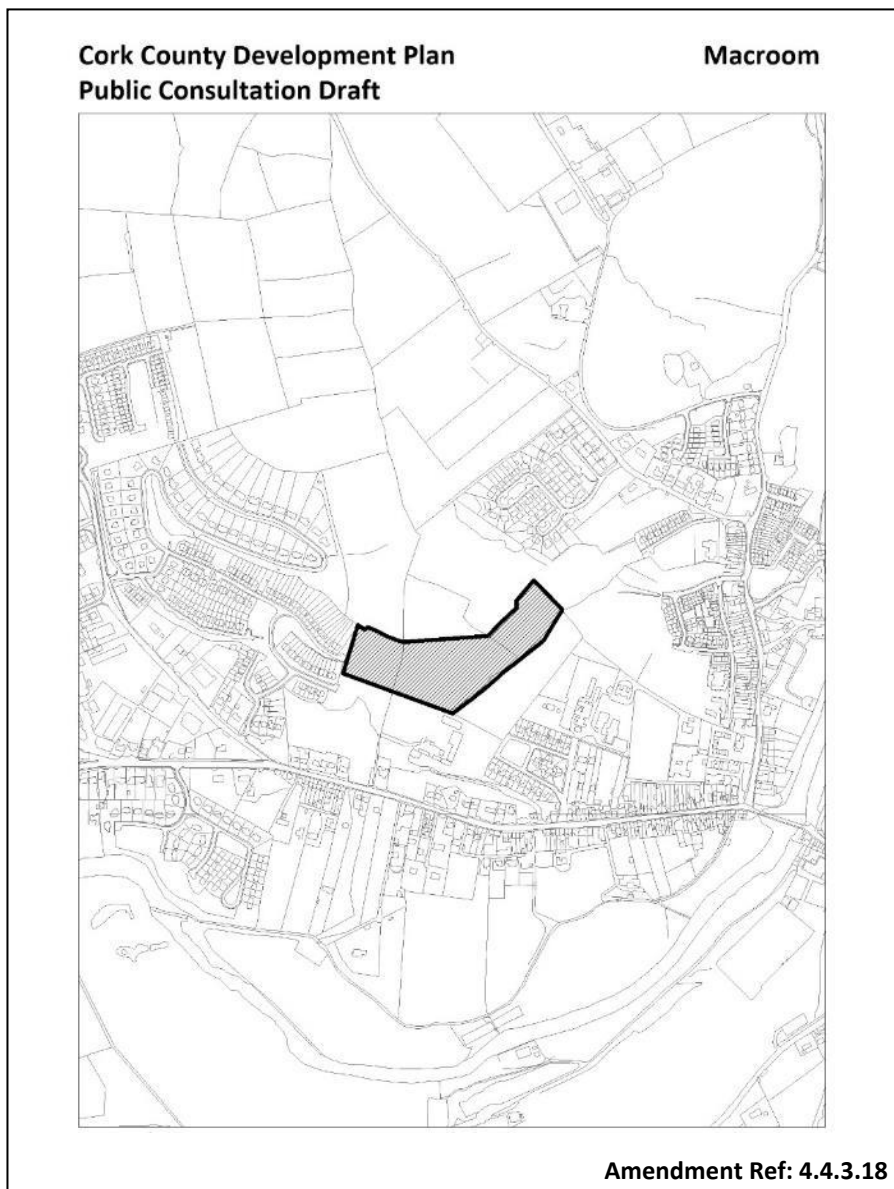 Cork County Development Plan Macroom
Public Consultation Draft
Amendment Ref: 4.4.3.18